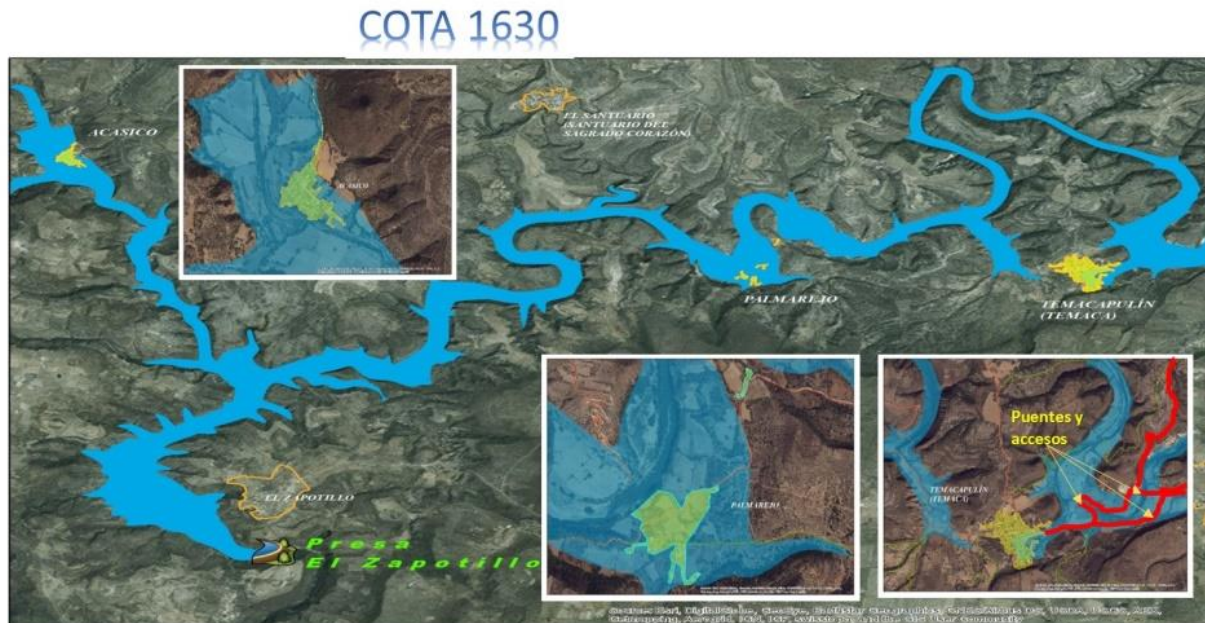 COTA 1630
ACASICO
EL SANTUARIO
(SANTUARIO DEL
SAGRADO CORAZÓN)
PALMAREJO
TEMACAPULÍN
(TEMACA)
EL ZAPOTILLO
Presa
El Zapotillo
PALMAREJO
Puentes y
accesos
TEMACAPULÍN
(TEMACA)